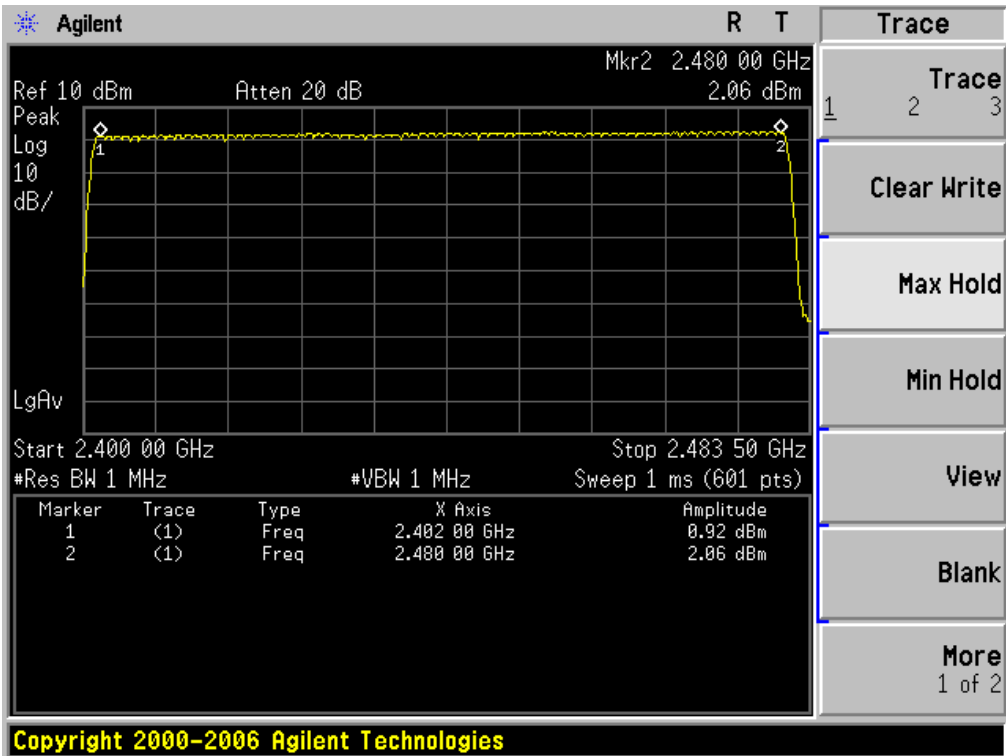 Agilent R T
Mkr2 2.480 00 GHz
Ref 10 dBm Atten 20 dB 2.06 dBm
Peak
Log
10
dB/
1
2
LgAv
Start 2.400 00 GHz Stop 2.483 50 GHz
#Res BW 1 MHz #VBW 1 MHz Sweep 1 ms (601 pts)
Marker Trace Type X Axis Amplitude
1 (1) Freq 2.402 00 GHz 0.92 dBm
2 (1) Freq 2.480 00 GHz 2.06 dBm
Trace
Trace
1 2 3
Clear Write
Max Hold
Min Hold
View
Blank
More
1 of 2
Copyright 2000-2006 Agilent Technologies